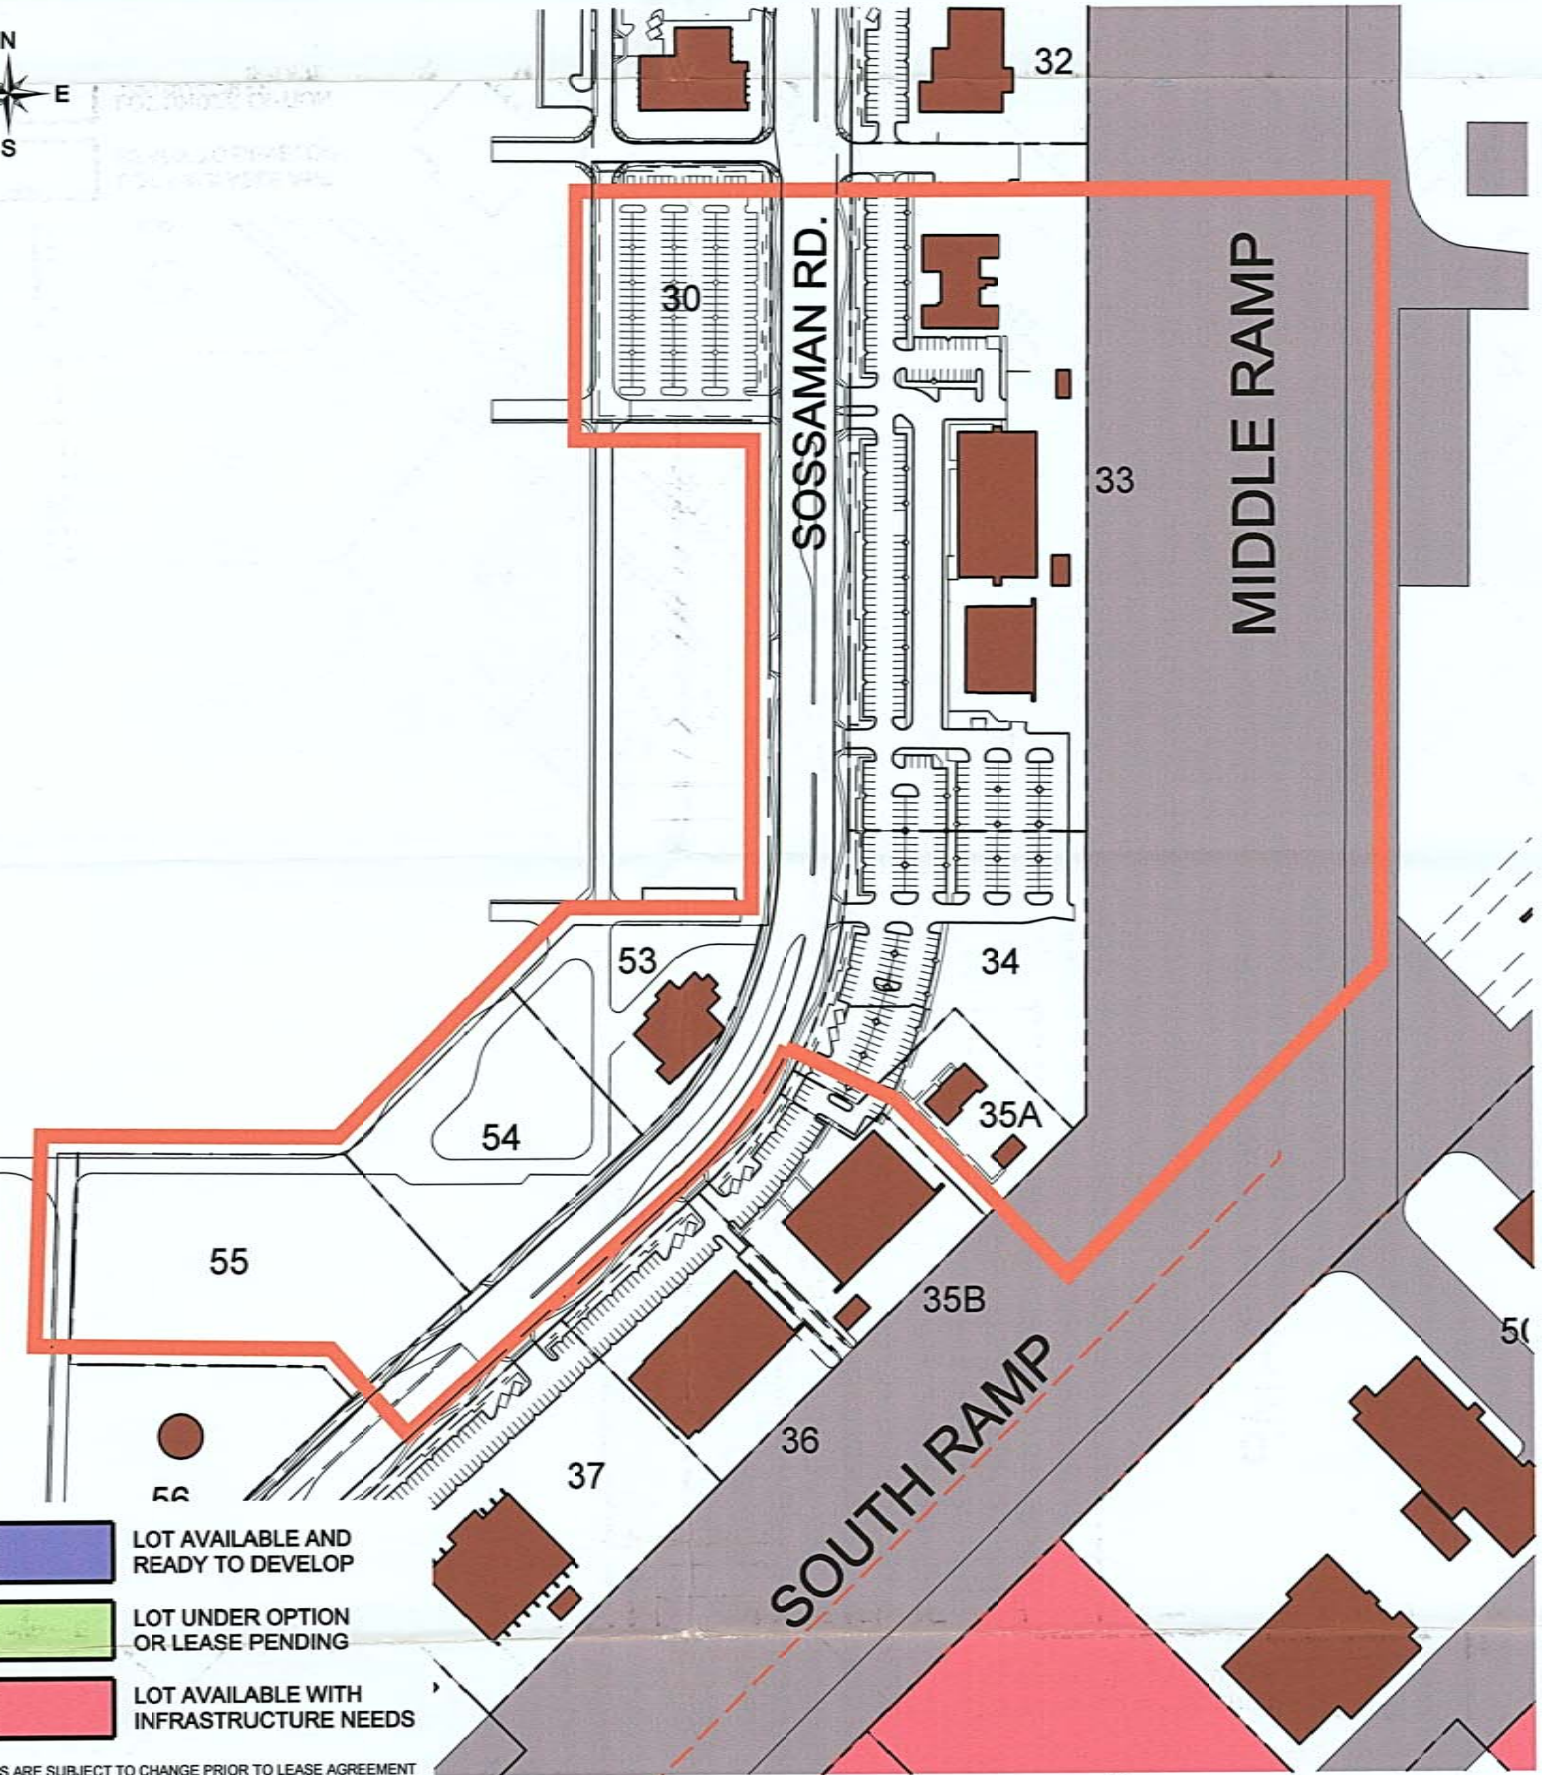 N
E
S
32
30
SOSSAMAN RD.
MIDDLE RAMP
33
53
34
54
35A
55
35B
36
37
56
SOUTH RAMP
LOT AVAILABLE AND
READY TO DEVELOP
LOT UNDER OPTION
OR LEASE PENDING
LOT AVAILABLE WITH
INFRASTRUCTURE NEEDS
ARE SUBJECT TO CHANGE PRIOR TO LEASE AGREEMENT